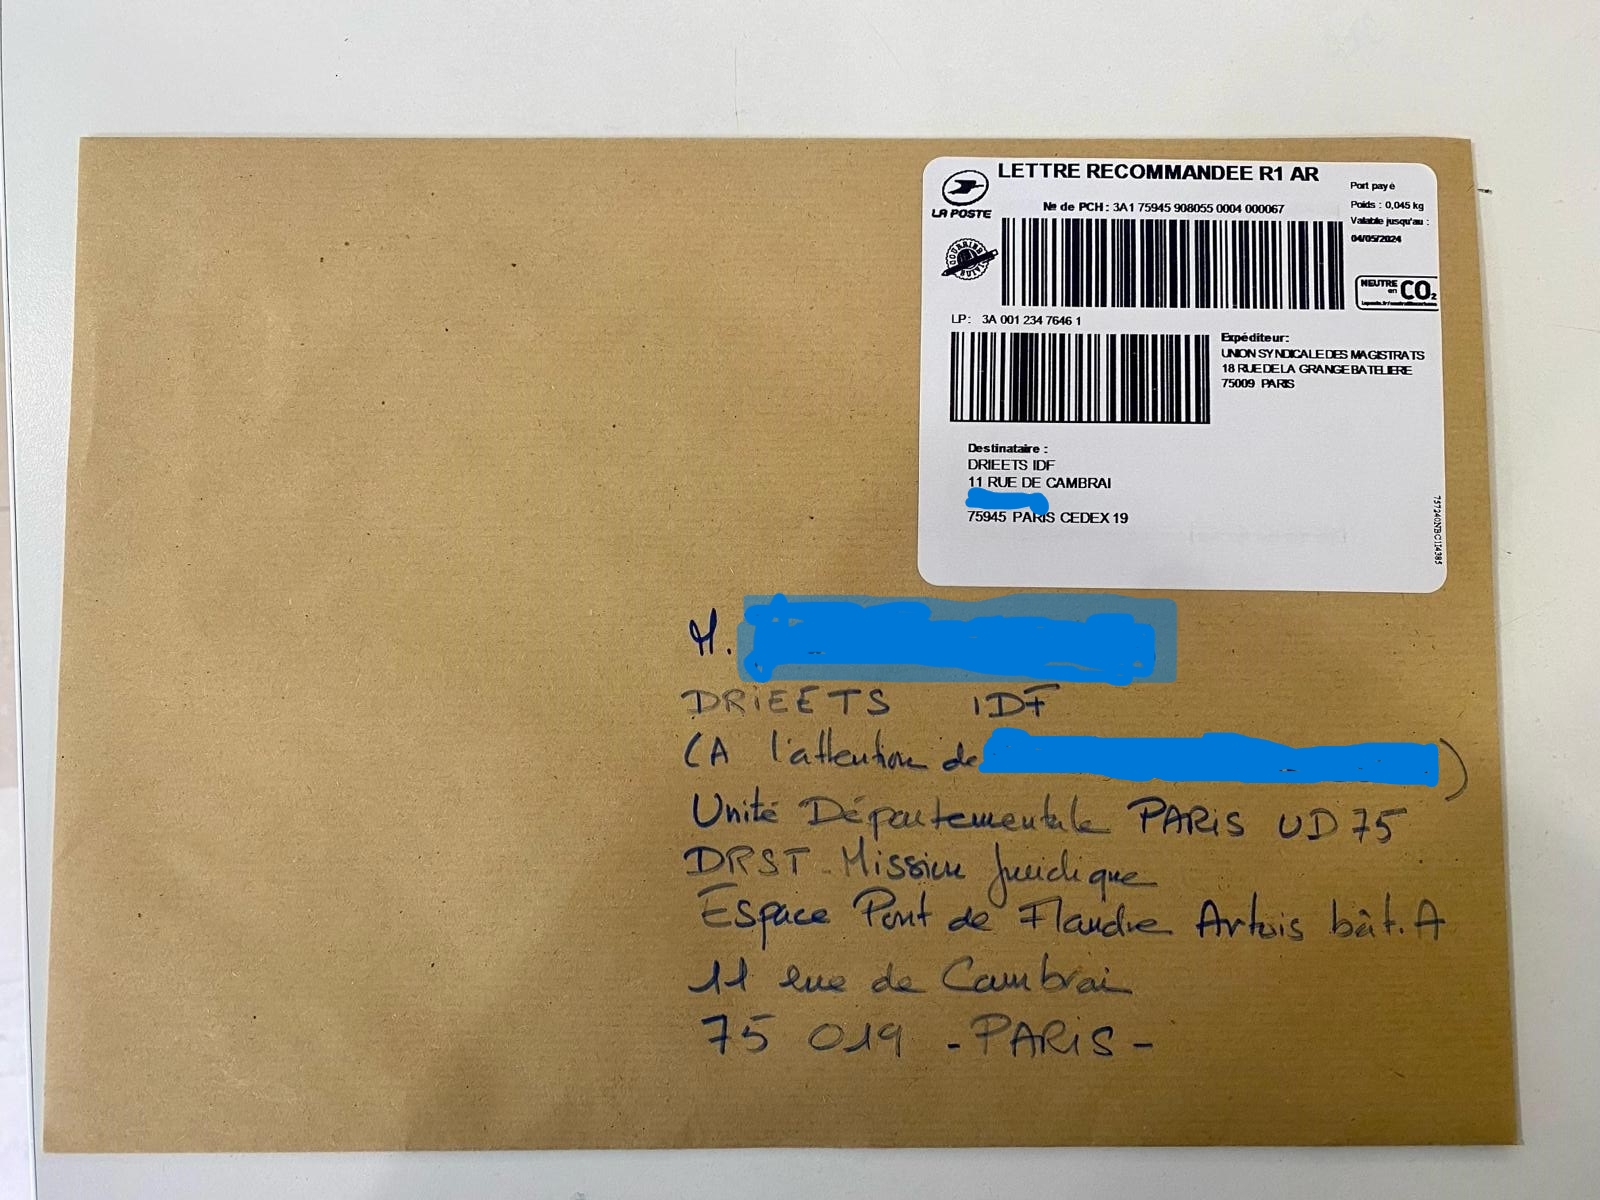 LETTRE RECOMMANDEE R1 AR
LA POSTE
Port payé
Poids : 0,045 kg
Valable jusqu'au :
04/05/2024
№ de PCH : 3A1 75945 908055 0004 000067
NEUTRE en CO2
LP : 3A 001 234 7646 1
Expéditeur:
UNION SYNDICALE DES MAGISTRATS
18 RUE DE LA GRANGE BATELIERE
75009 PARIS
Destinataire :
DRIEETS IDF
11 RUE DE CAMBRAI
75945 PARIS CEDEX 19
M.
DRIEETS IDF
(A l'attention de )
Unité Départementale PARIS UD 75
DRST - Mission Juridique
Espace Pont de Flandre Artois bât. A
11 rue de Cambrai
75 019 - PARIS -